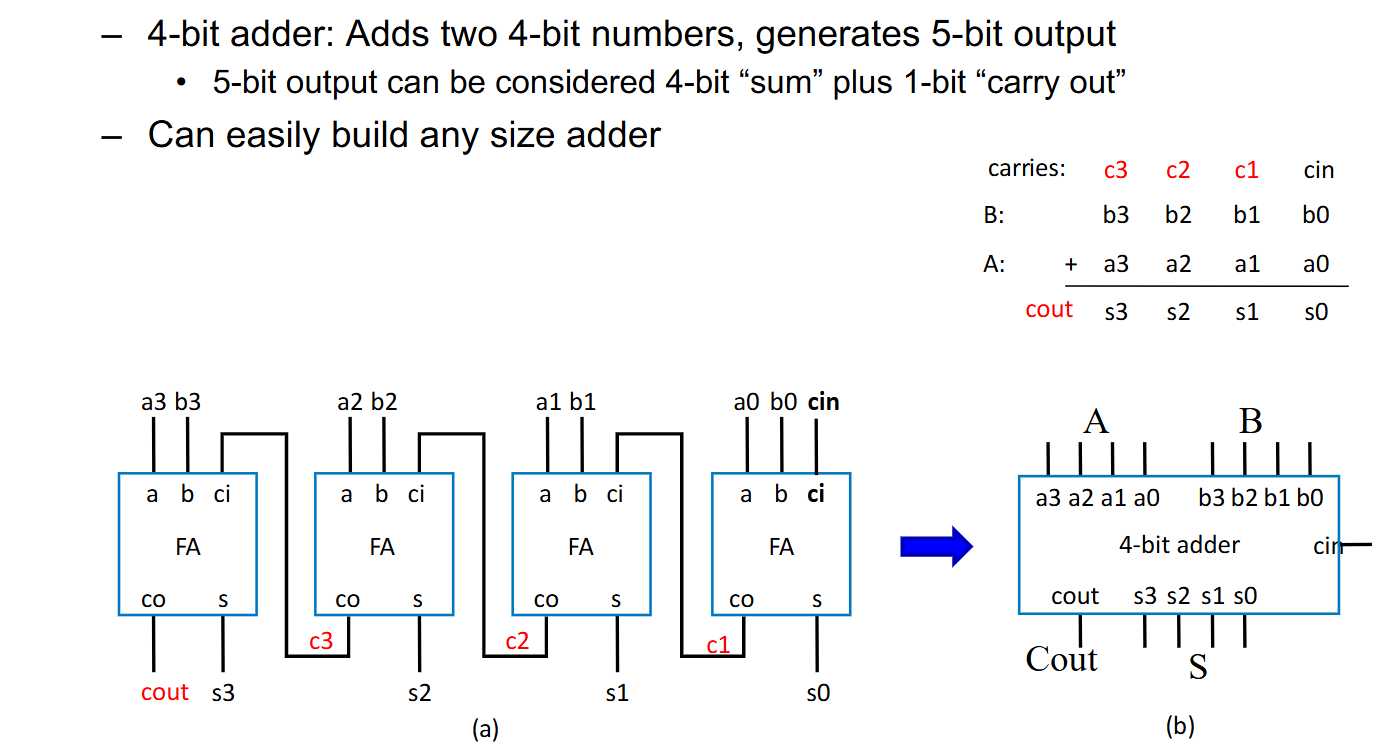 – 4-bit adder: Adds two 4-bit numbers, generates 5-bit output
• 5-bit output can be considered 4-bit “sum” plus 1-bit “carry out”
– Can easily build any size adder
carries: c3 c2 c1 cin
B: b3 b2 b1 b0
A: + a3 a2 a1 a0
cout s3 s2 s1 s0
a3 b3 a2 b2 a1 b1 a0 b0 cin
a b ci a b ci a b ci a b ci
FA FA FA FA
co s co s co s co s
c3 c2 c1
cout s3 s2 s1 s0
(a)
A B
a3 a2 a1 a0 b3 b2 b1 b0
4-bit adder cin
cout s3 s2 s1 s0
Cout S
(b)